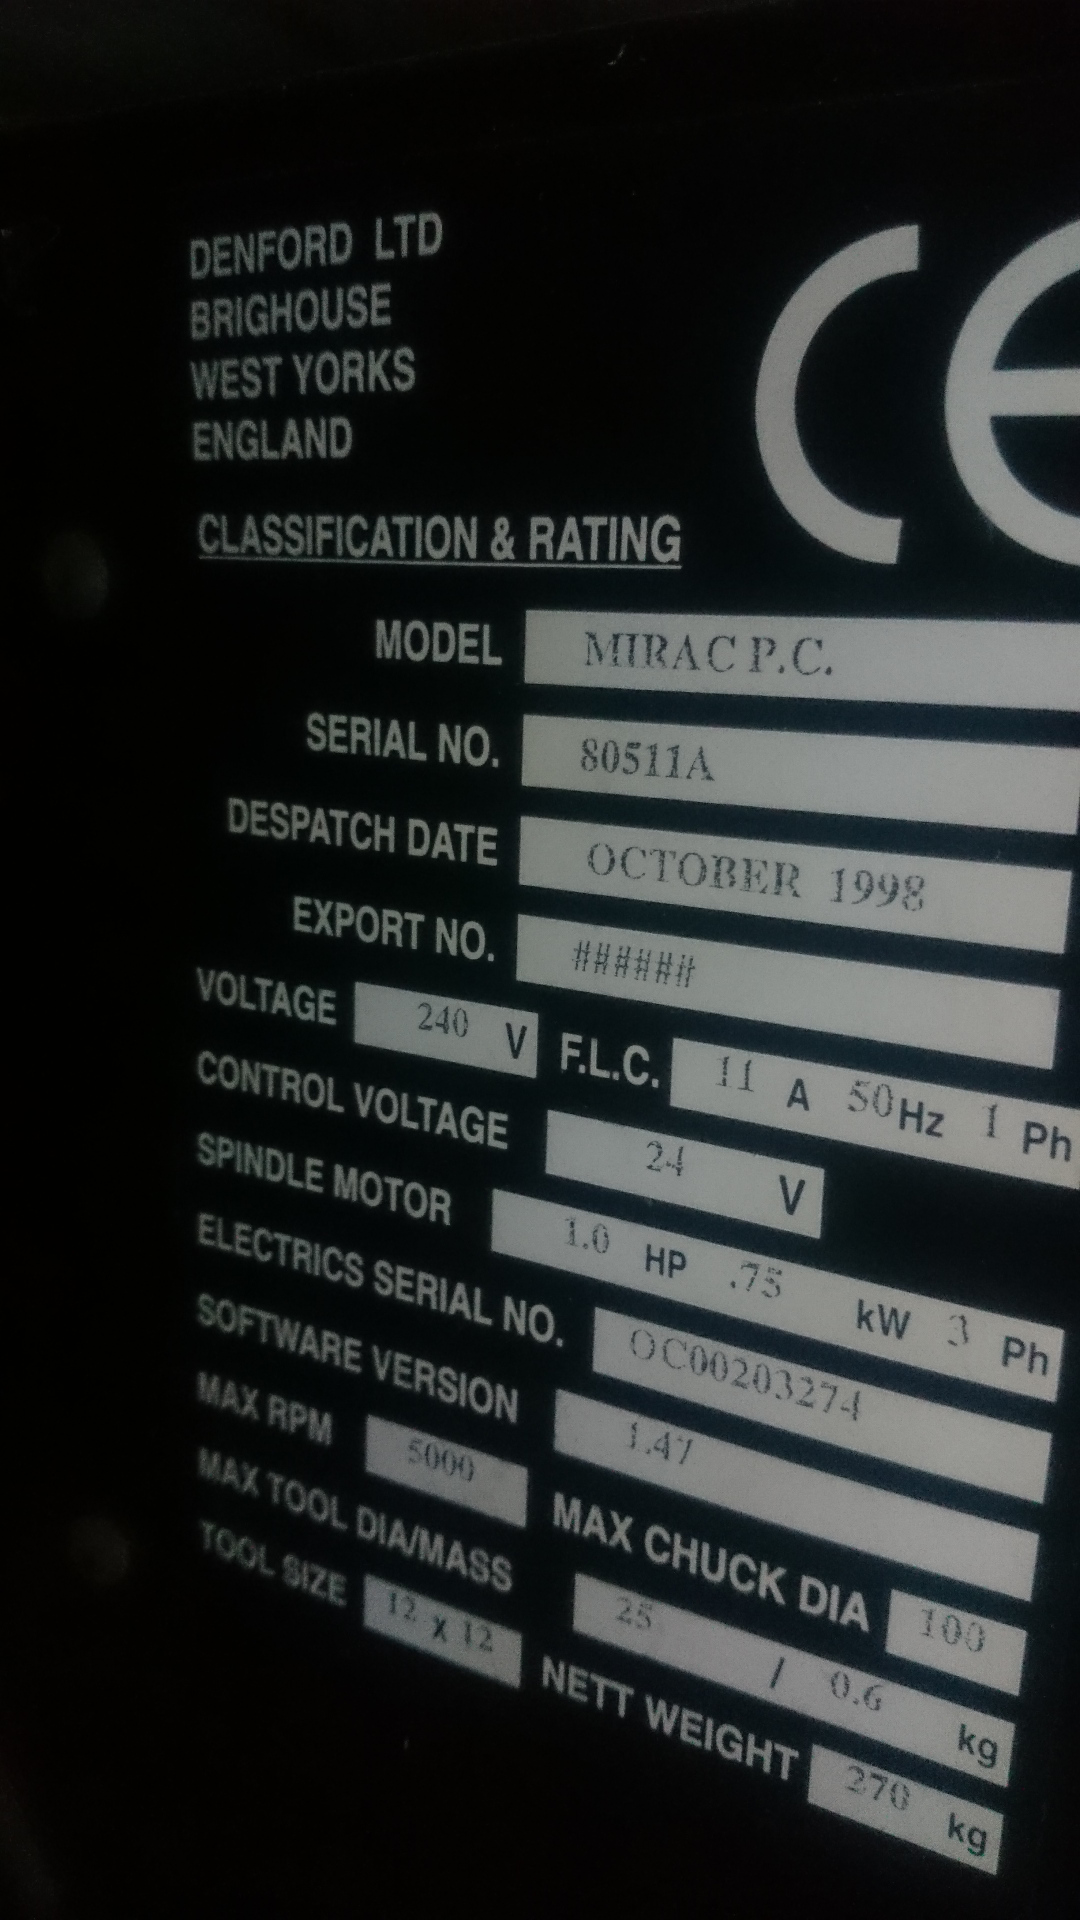 DENFORD LTD
BRIGHOUSE
WEST YORKS
ENGLAND
CE
CLASSIFICATION & RATING
MODEL MIRAC P.C.
SERIAL NO. 80511A
DESPATCH DATE OCTOBER 1998
EXPORT NO. ######
VOLTAGE 240 V F.L.C. 11 A 50 Hz 1 Ph
CONTROL VOLTAGE 24 V
SPINDLE MOTOR 1.0 HP .75 kW 3 Ph
ELECTRICS SERIAL NO. OC00203274
SOFTWARE VERSION 1.47
MAX RPM 5000 MAX CHUCK DIA 100
MAX TOOL DIA/MASS 25 / 0.6 kg
TOOL SIZE 12 x 12 NETT WEIGHT 270 kg